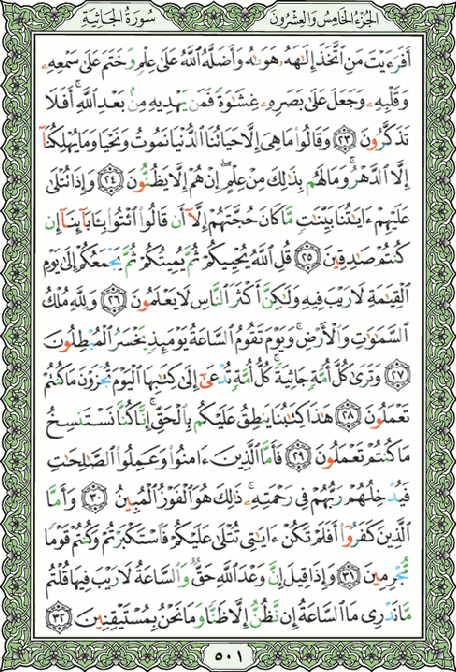 الجُزءُ الخَامِسُ وَالعِشْرُونَ سُورَةُ الجَاثِيَةِ
أَفَرَءَيْتَ مَنِ ٱتَّخَذَ إِلَٰهَهُۥ هَوَىٰهُ وَأَضَلَّهُ ٱللَّهُ عَلَىٰ عِلْمٍ وَخَتَمَ عَلَىٰ سَمْعِهِۦ
وَقَلْبِهِۦ وَجَعَلَ عَلَىٰ بَصَرِهِۦ غِشَٰوَةً فَمَن يَهْدِيهِ مِنۢ بَعْدِ ٱللَّهِ ۚ أَفَلَا
تَذَكَّرُونَ ٢٣ وَقَالُوا۟ مَا هِىَ إِلَّا حَيَاتُنَا ٱلدُّنْيَا نَمُوتُ وَنَحْيَا وَمَا يُهْلِكُنَآ
إِلَّا ٱلدَّهْرُ ۚ وَمَا لَهُم بِذَٰلِكَ مِنْ عِلْمٍ ۖ إِنْ هُمْ إِلَّا يَظُنُّونَ ٢٤ وَإِذَا تُتْلَىٰ
عَلَيْهِمْ ءَايَٰتُنَا بَيِّنَٰتٍ مَّا كَانَ حُجَّتَهُمْ إِلَّآ أَن قَالُوا۟ ٱئْتُوا۟ بِـَٔابَآئِنَآ إِن
كُنتُمْ صَٰدِقِينَ ٢٥ قُلِ ٱللَّهُ يُحْيِيكُمْ ثُمَّ يُمِيتُكُمْ ثُمَّ يَجْمَعُكُمْ إِلَىٰ يَوْمِ
ٱلْقِيَٰمَةِ لَا رَيْبَ فِيهِ وَلَٰكِنَّ أَكْثَرَ ٱلنَّاسِ لَا يَعْلَمُونَ ٢٦ وَلِلَّهِ مُلْكُ
ٱلسَّمَٰوَٰتِ وَٱلْأَرْضِ ۚ وَيَوْمَ تَقُومُ ٱلسَّاعَةُ يَوْمَئِذٍ يَخْسَرُ ٱلْمُبْطِلُونَ
٢٧ وَتَرَىٰ كُلَّ أُمَّةٍ جَاثِيَةً ۚ كُلُّ أُمَّةٍ تُدْعَىٰٓ إِلَىٰ كِتَٰبِهَا ٱلْيَوْمَ تُجْزَوْنَ مَا كُنتُمْ
تَعْمَلُونَ ٢٨ هَٰذَا كِتَٰبُنَا يَنطِقُ عَلَيْكُم بِٱلْحَقِّ ۚ إِنَّا كُنَّا نَسْتَنسِخُ
مَا كُنتُمْ تَعْمَلُونَ ٢٩ فَأَمَّا ٱلَّذِينَ ءَامَنُوا۟ وَعَمِلُوا۟ ٱلصَّٰلِحَٰتِ
فَيُدْخِلُهُمْ رَبُّهُمْ فِى رَحْمَتِهِۦ ۚ ذَٰلِكَ هُوَ ٱلْفَوْزُ ٱلْمُبِينُ ٣٠ وَأَمَّا
ٱلَّذِينَ كَفَرُوٓا۟ أَفَلَمْ تَكُنْ ءَايَٰتِى تُتْلَىٰ عَلَيْكُمْ فَٱسْتَكْبَرْتُمْ وَكُنتُمْ قَوْمًا
مُّجْرِمِينَ ٣١ وَإِذَا قِيلَ إِنَّ وَعْدَ ٱللَّهِ حَقٌّ وَٱلسَّاعَةُ لَا رَيْبَ فِيهَا قُلْتُم
مَّا نَدْرِى مَا ٱلسَّاعَةُ إِن نَّظُنُّ إِلَّا ظَنًّا وَمَا نَحْنُ بِمُسْتَيْقِنِينَ ٣٢
٥٠١